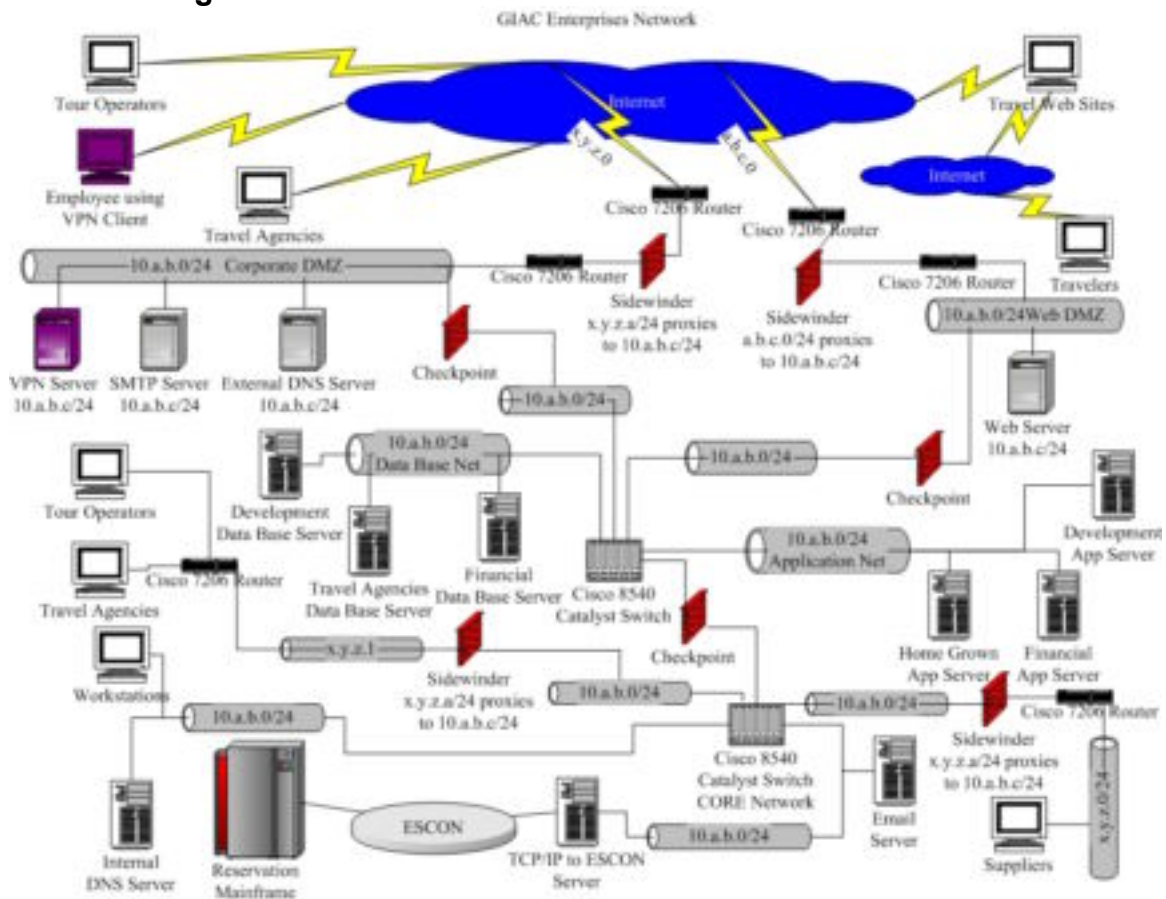 GIAC Enterprises Network
Internet
Tour Operators
Travel Web Sites
x.y.z.0
a.b.c.0
Employee using
VPN Client
Internet
Cisco 7206 Router
Travel Agencies
Cisco 7206 Router
10.a.b.0/24 Corporate DMZ
Cisco 7206 Router
Cisco 7206 Router
Travelers
Sidewinder
x.y.z.a/24 proxies
to 10.a.b.c/24
Sidewinder
a.b.c.0/24 proxies
to 10.a.b.c/24
10.a.b.0/24Web DMZ
Checkpoint
VPN Server
10.a.b.c/24
SMTP Server
10.a.b.c/24
External DNS Server
10.a.b.c/24
10.a.b.0/24
Web Server
10.a.b.c/24
10.a.b.0/24
Data Base Net
10.a.b.0/24
Checkpoint
Tour Operators
Development
Data Base Server
Development
App Server
10.a.b.0/24
Application Net
Cisco 7206 Router
Travel Agencies
Data Base Server
Financial
Data Base Server
Cisco 8540
Catalyst Switch
Travel Agencies
x.y.z.1
Checkpoint
Home Grown
App Server
Financial
App Server
Workstations
Sidewinder
x.y.z.a/24 proxies
to 10.a.b.c/24
10.a.b.0/24
10.a.b.0/24
Cisco 7206 Router
10.a.b.0/24
Cisco 8540
Catalyst Switch
CORE Network
Sidewinder
x.y.z.a/24 proxies
to 10.a.b.c/24
x.y.z.0/24
Email
Server
ESCON
10.a.b.0/24
Internal
DNS Server
Reservation
Mainframe
TCP/IP to ESCON
Server
Suppliers